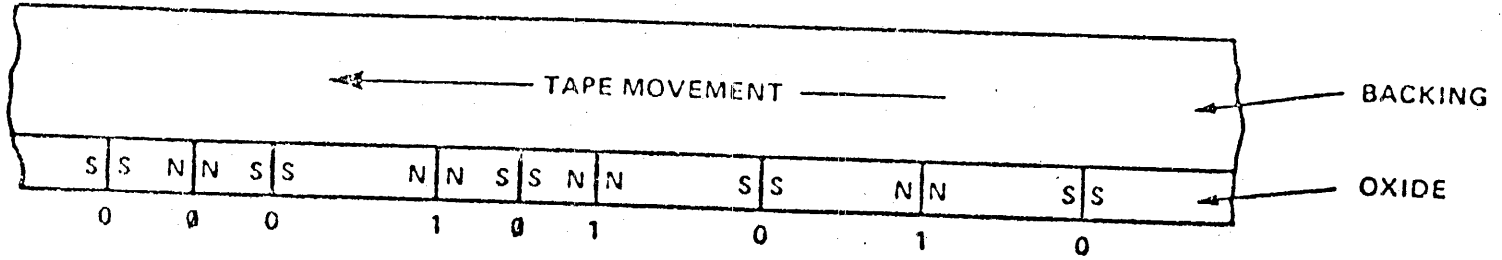 TAPE MOVEMENT
BACKING
S S N N S S N N S S N N S S N N S S
OXIDE
0 0 0 1 0 1 0 1 0